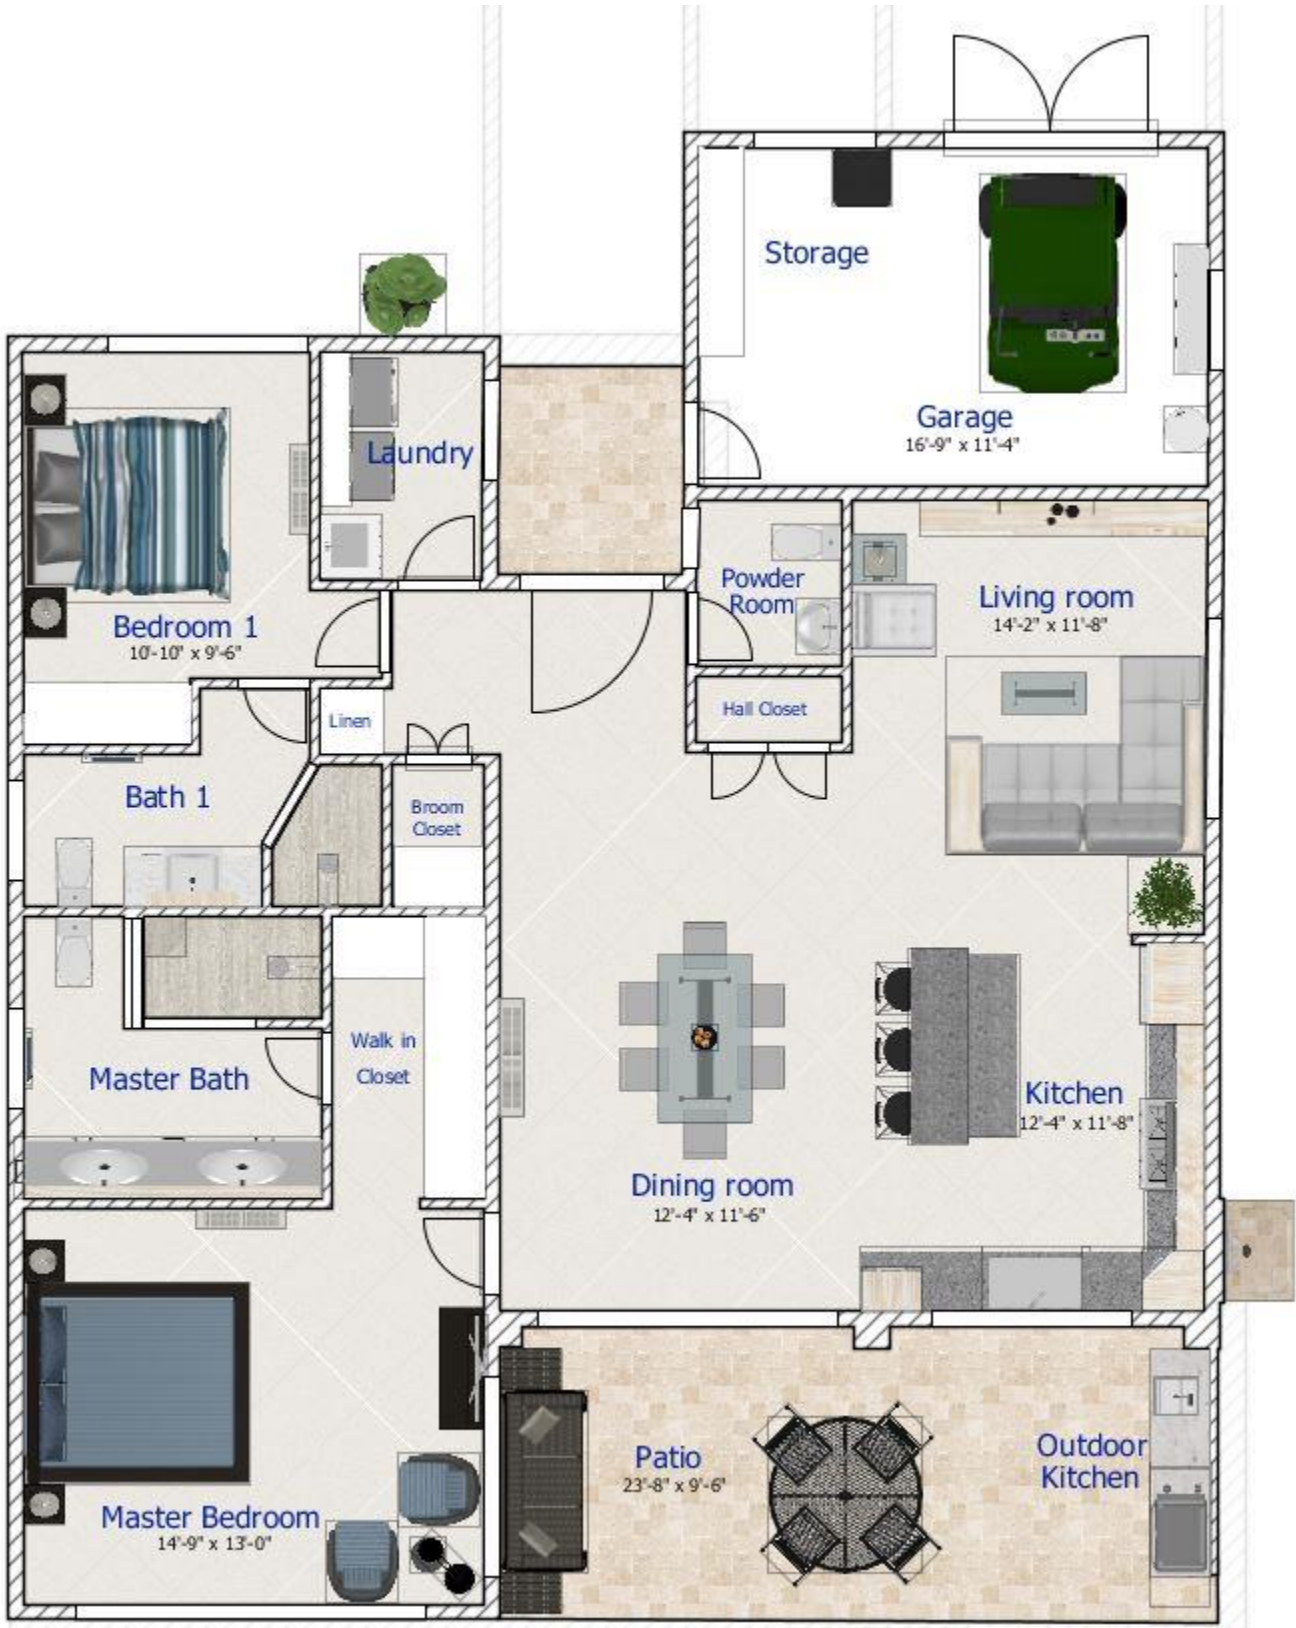 Storage
Garage
16'-9" x 11'-4"
Laundry
Powder
Room
Living room
14'-2" x 11'-8"
Bedroom 1
10'-10" x 9'-6"
Linen
Hall Closet
Bath 1
Broom
Closet
Walk in
Closet
Master Bath
Kitchen
12'-4" x 11'-8"
Dining room
12'-4" x 11'-6"
Patio
23'-8" x 9'-6"
Outdoor
Kitchen
Master Bedroom
14'-9" x 13'-0"